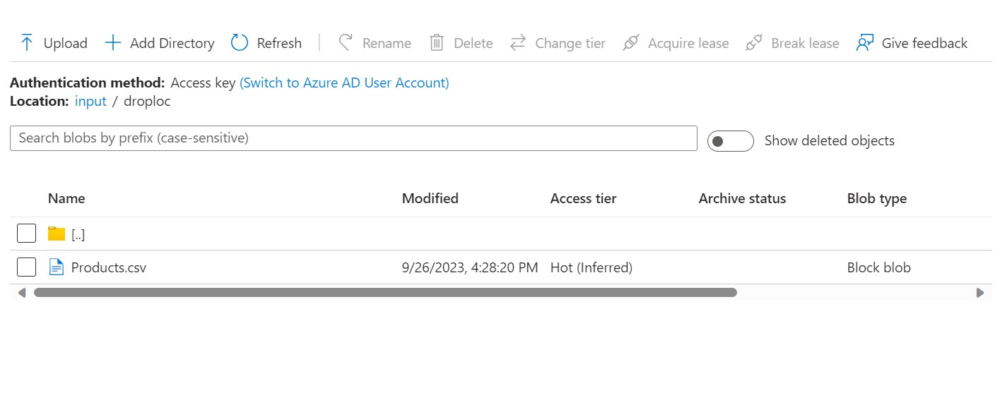 Upload Add Directory Refresh Rename Delete Change tier Acquire lease Break lease Give feedback
Authentication method: Access key (Switch to Azure AD User Account)
Location: input / droploc
Search blobs by prefix (case-sensitive) Show deleted objects
Name Modified Access tier Archive status Blob type
[..]
Products.csv 9/26/2023, 4:28:20 PM Hot (Inferred) Block blob